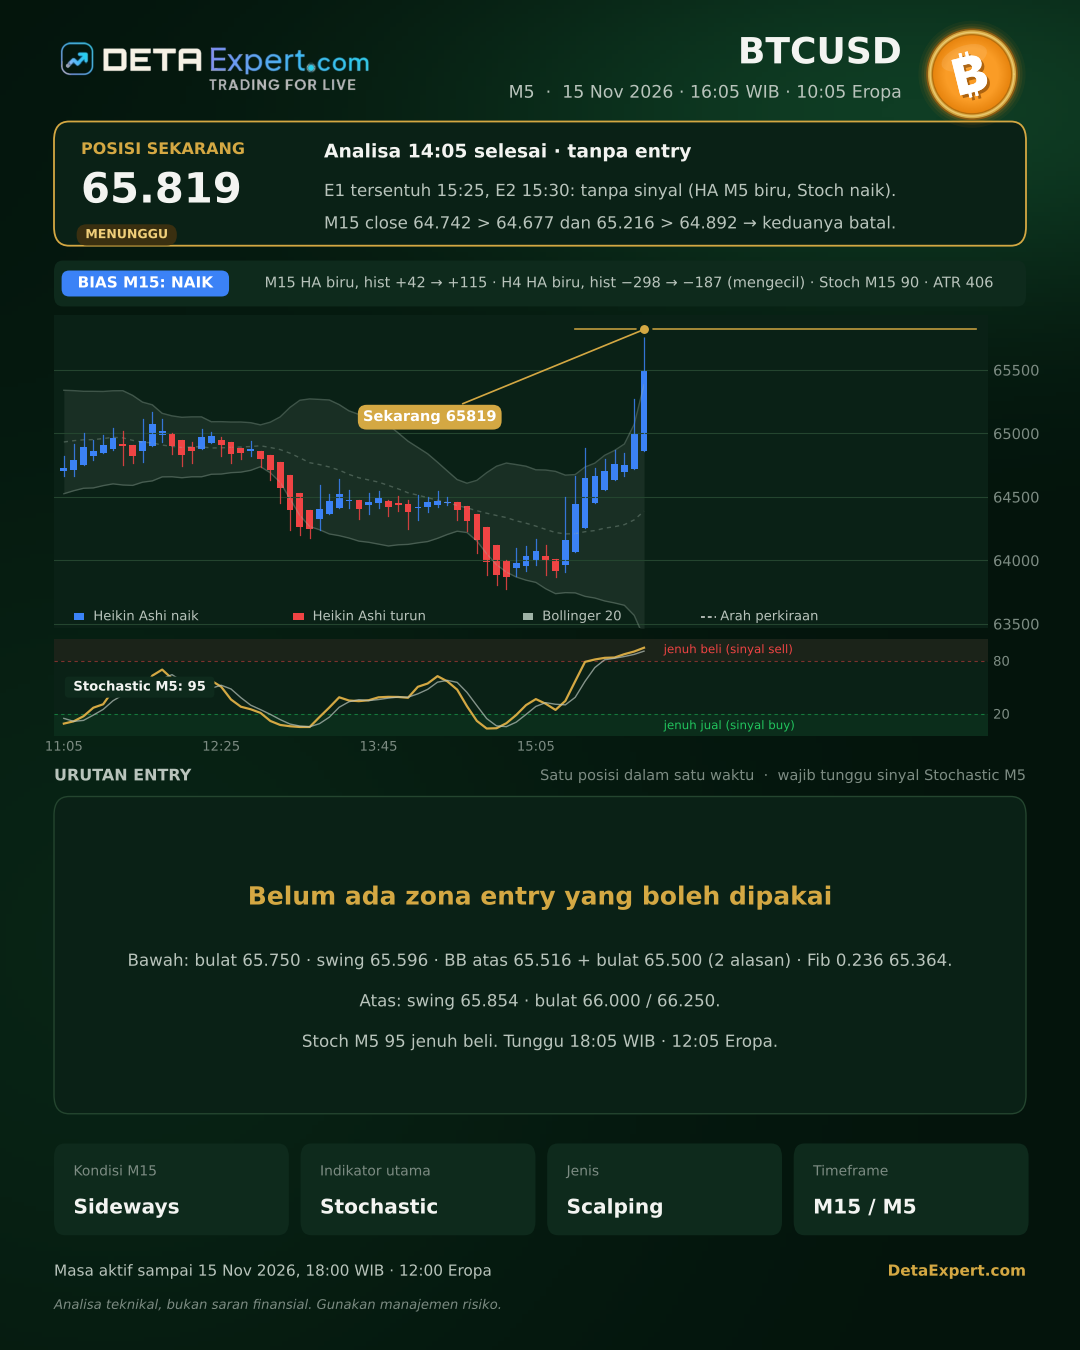 DETA Expert.com
TRADING FOR LIVE
BTCUSD
M5 · 15 Nov 2026 · 16:05 WIB · 10:05 Eropa
POSISI SEKARANG
65.819
MENUNGGU
Analisa 14:05 selesai · tanpa entry
E1 tersentuh 15:25, E2 15:30: tanpa sinyal (HA M5 biru, Stoch naik).
M15 close 64.742 > 64.677 dan 65.216 > 64.892 → keduanya batal.
BIAS M15: NAIK
M15 HA biru, hist +42 → +115 · H4 HA biru, hist −298 → −187 (mengecil) · Stoch M15 90 · ATR 406
65500
Sekarang 65819
65000
64500
64000
63500
Heikin Ashi naik
Heikin Ashi turun
Bollinger 20
Arah perkiraan
jenuh beli (sinyal sell)
80
Stochastic M5: 95
20
jenuh jual (sinyal buy)
11:05
12:25
13:45
15:05
URUTAN ENTRY
Satu posisi dalam satu waktu · wajib tunggu sinyal Stochastic M5
Belum ada zona entry yang boleh dipakai
Bawah: bulat 65.750 · swing 65.596 · BB atas 65.516 + bulat 65.500 (2 alasan) · Fib 0.236 65.364.
Atas: swing 65.854 · bulat 66.000 / 66.250.
Stoch M5 95 jenuh beli. Tunggu 18:05 WIB · 12:05 Eropa.
Kondisi M15
Sideways
Indikator utama
Stochastic
Jenis
Scalping
Timeframe
M15 / M5
Masa aktif sampai 15 Nov 2026, 18:00 WIB · 12:00 Eropa
DetaExpert.com
Analisa teknikal, bukan saran finansial. Gunakan manajemen risiko.